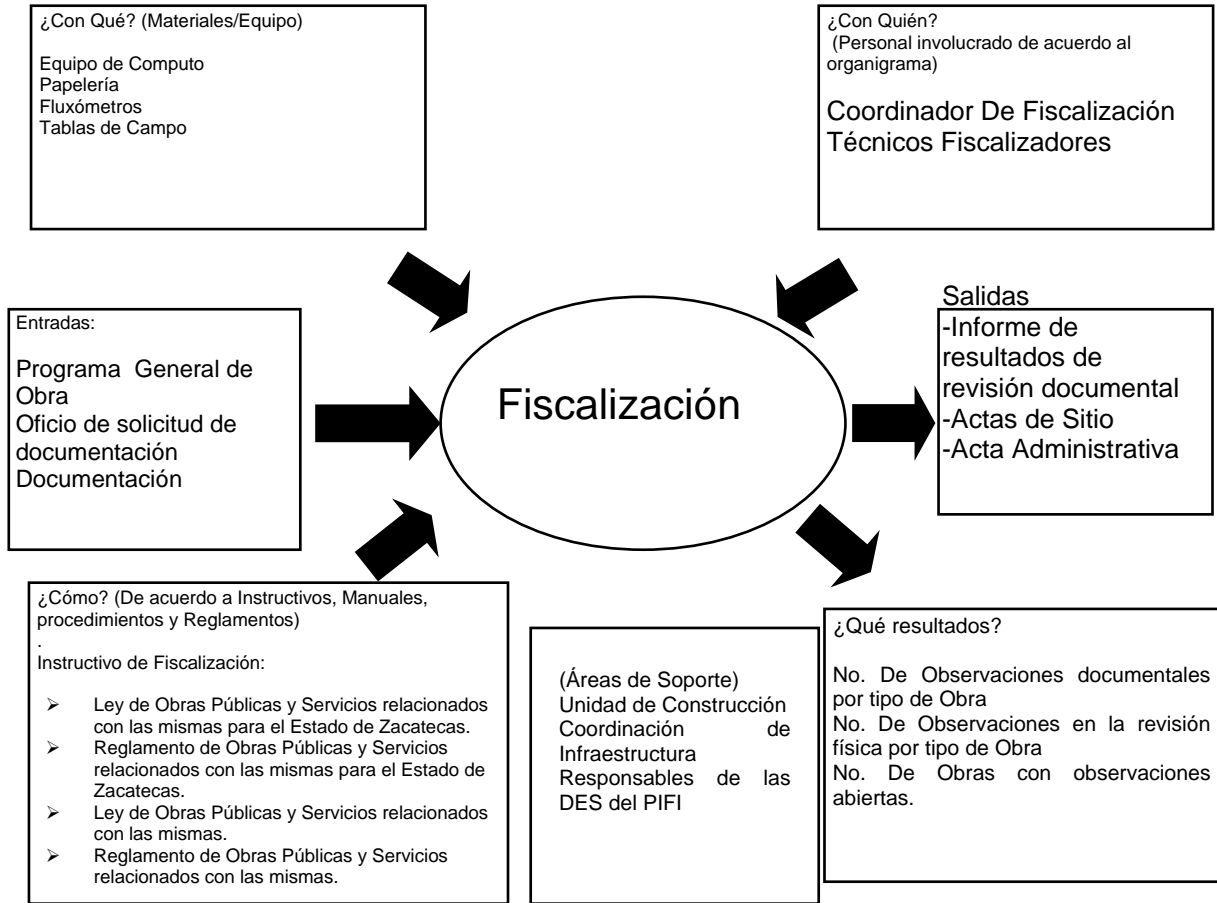 ¿Con Qué? (Materiales/Equipo)
Equipo de Computo
Papelería
Fluxómetros
Tablas de Campo
¿Con Quién?
(Personal involucrado de acuerdo al
organigrama)
Coordinador De Fiscalización
Técnicos Fiscalizadores
Entradas:
Programa General de
Obra
Oficio de solicitud de
documentación
Documentación
Fiscalización
Salidas
-Informe de
resultados de
revisión documental
-Actas de Sitio
-Acta Administrativa
¿Cómo? (De acuerdo a Instructivos, Manuales,
procedimientos y Reglamentos)
.
Instructivo de Fiscalización:
➢ Ley de Obras Públicas y Servicios relacionados
con las mismas para el Estado de Zacatecas.
➢ Reglamento de Obras Públicas y Servicios
relacionados con las mismas para el Estado de
Zacatecas.
➢ Ley de Obras Públicas y Servicios relacionados
con las mismas.
➢ Reglamento de Obras Públicas y Servicios
relacionados con las mismas.
(Áreas de Soporte)
Unidad de Construcción
Coordinación de
Infraestructura
Responsables de las
DES del PIFI
¿Qué resultados?
No. De Observaciones documentales
por tipo de Obra
No. De Observaciones en la revisión
física por tipo de Obra
No. De Obras con observaciones
abiertas.